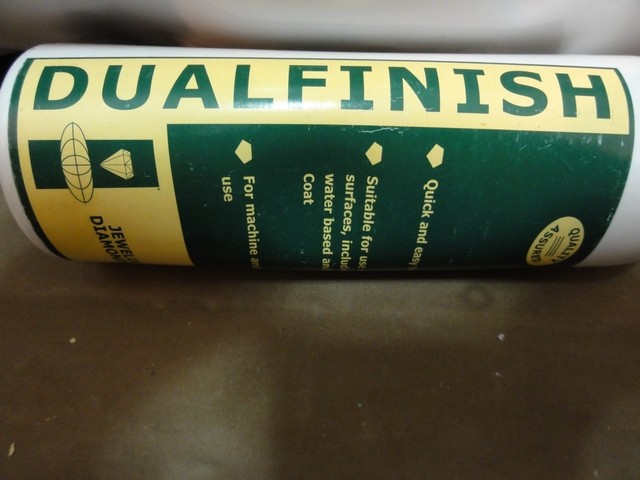 DUALFINISH
JEWEL
DIAMON
Quick and easy
Suitable for use
surfaces, includ
water based an
Coat
For machine an
use
QUALITY
ASSURED